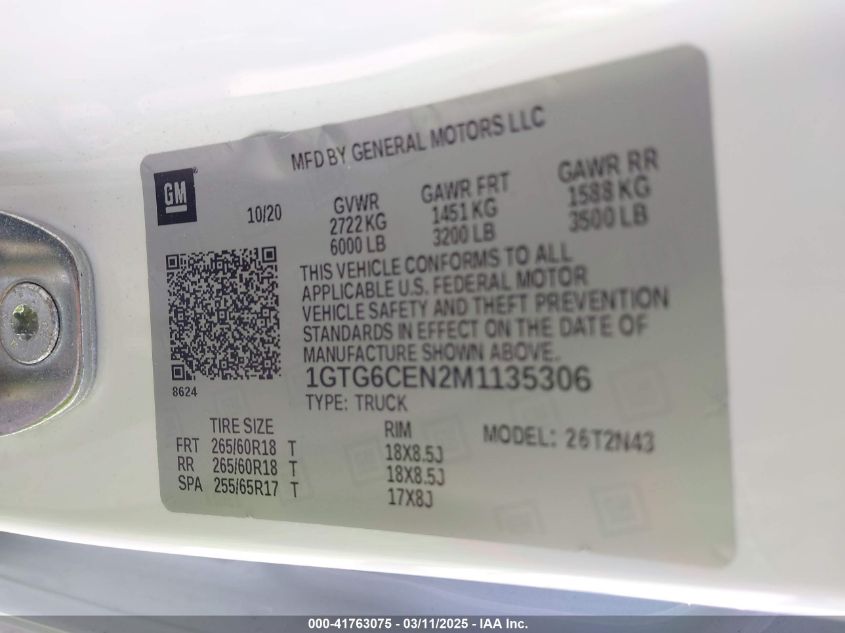 MFD BY GENERAL MOTORS LLC
GM
10/20
GVWR GAWR FRT GAWR RR
2722 KG 1451 KG 1588 KG
6000 LB 3200 LB 3500 LB
THIS VEHICLE CONFORMS TO ALL
APPLICABLE U.S. FEDERAL MOTOR
VEHICLE SAFETY AND THEFT PREVENTION
STANDARDS IN EFFECT ON THE DATE OF
MANUFACTURE SHOWN ABOVE.
8624
1GTG6CEN2M1135306
TYPE: TRUCK
TIRE SIZE RIM MODEL: 26T2N43
FRT 265/60R18 T 18X8.5J
RR 265/60R18 T 18X8.5J
SPA 255/65R17 T 17X8J
000-41763075 - 03/11/2025 - IAA Inc.